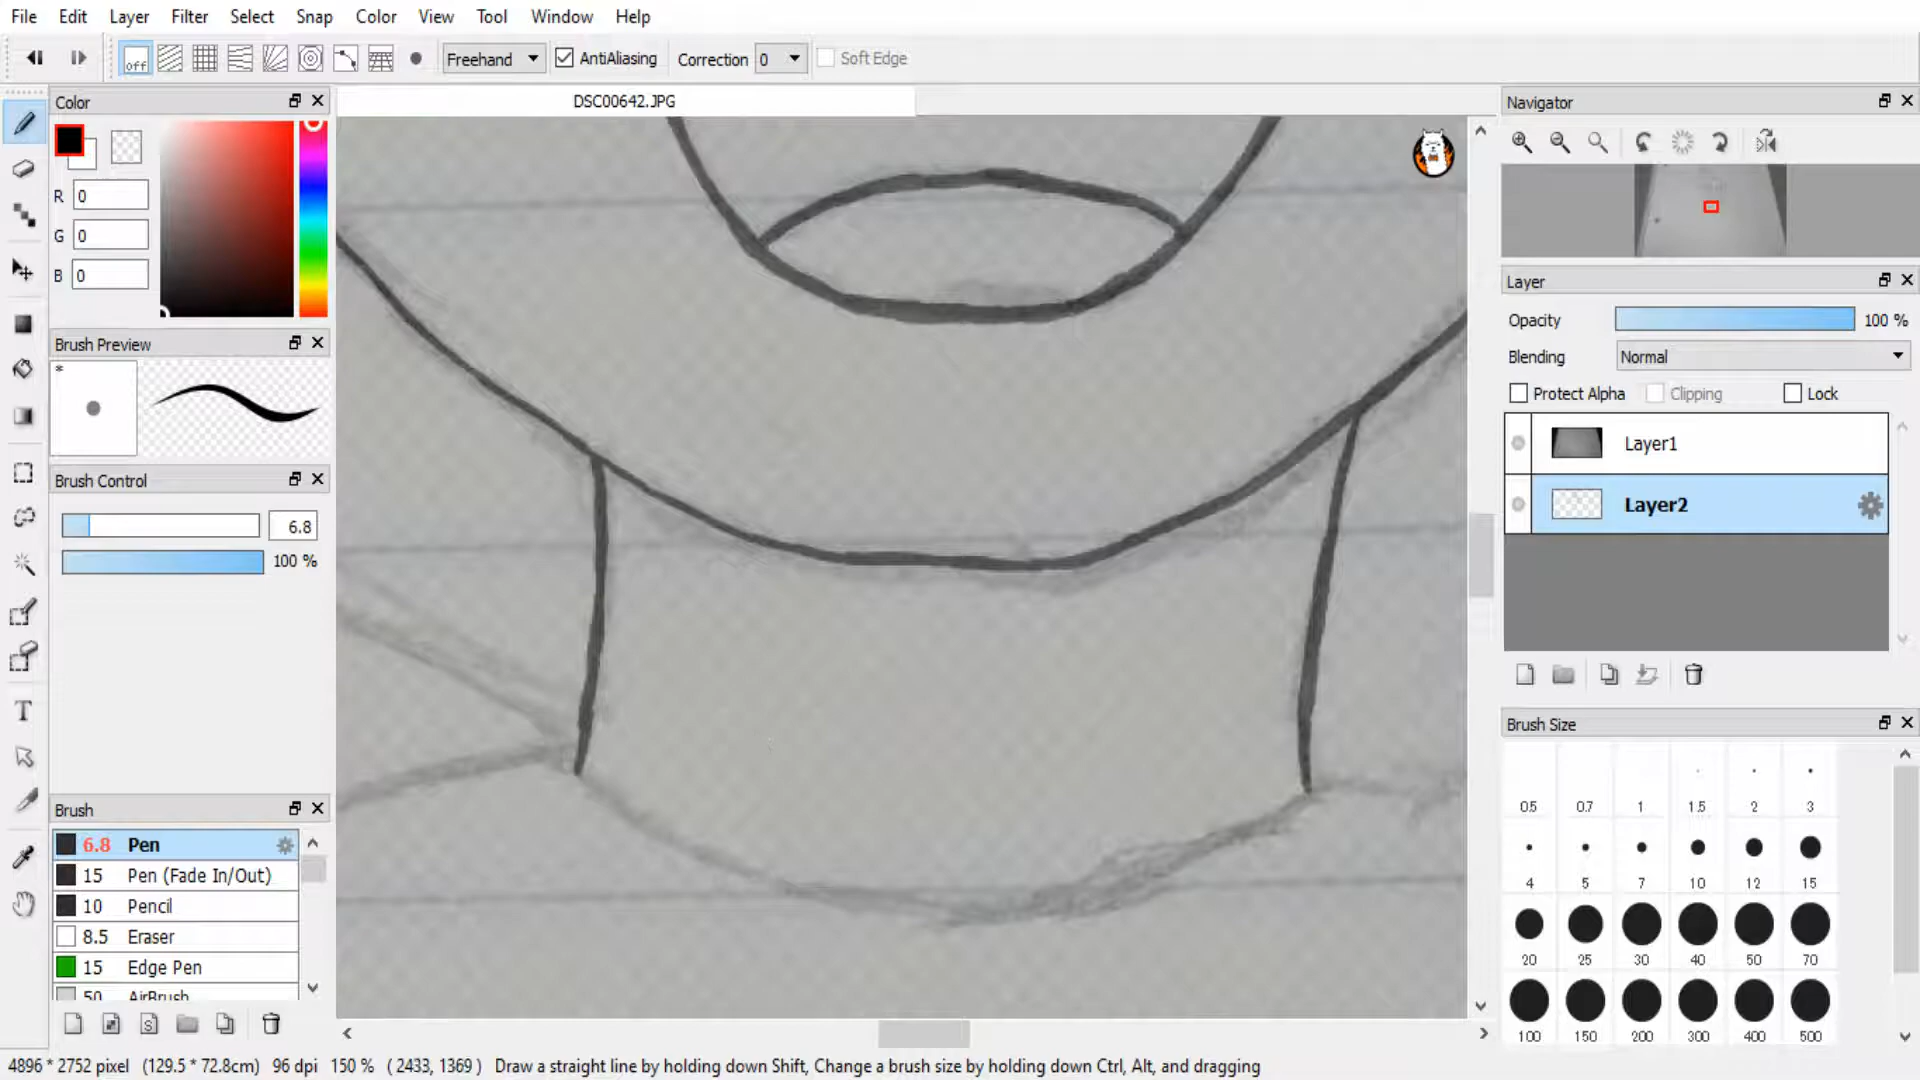 File Edit Layer Filter Select Snap Color View Tool Window Help
off Freehand AntiAliasing Correction 0 Soft Edge
Color
DSC00642.JPG
Navigator
R 0
G 0
B 0
Layer
Opacity 100 %
Brush Preview
Blending Normal
*
Protect Alpha Clipping Lock
Layer1
Brush Control
Layer2
6.8
100 %
T
Brush Size
0.5 0.7 1 1.5 2 3
Brush
6.8 Pen
15 Pen (Fade In/Out)
4 5 7 10 12 15
10 Pencil
8.5 Eraser
20 25 30 40 50 70
15 Edge Pen
50 AirBrush
S
100 150 200 300 400 500
4896 * 2752 pixel (129.5 * 72.8cm) 96 dpi 150 % ( 2433, 1369 ) Draw a straight line by holding down Shift, Change a brush size by holding down Ctrl, Alt, and dragging